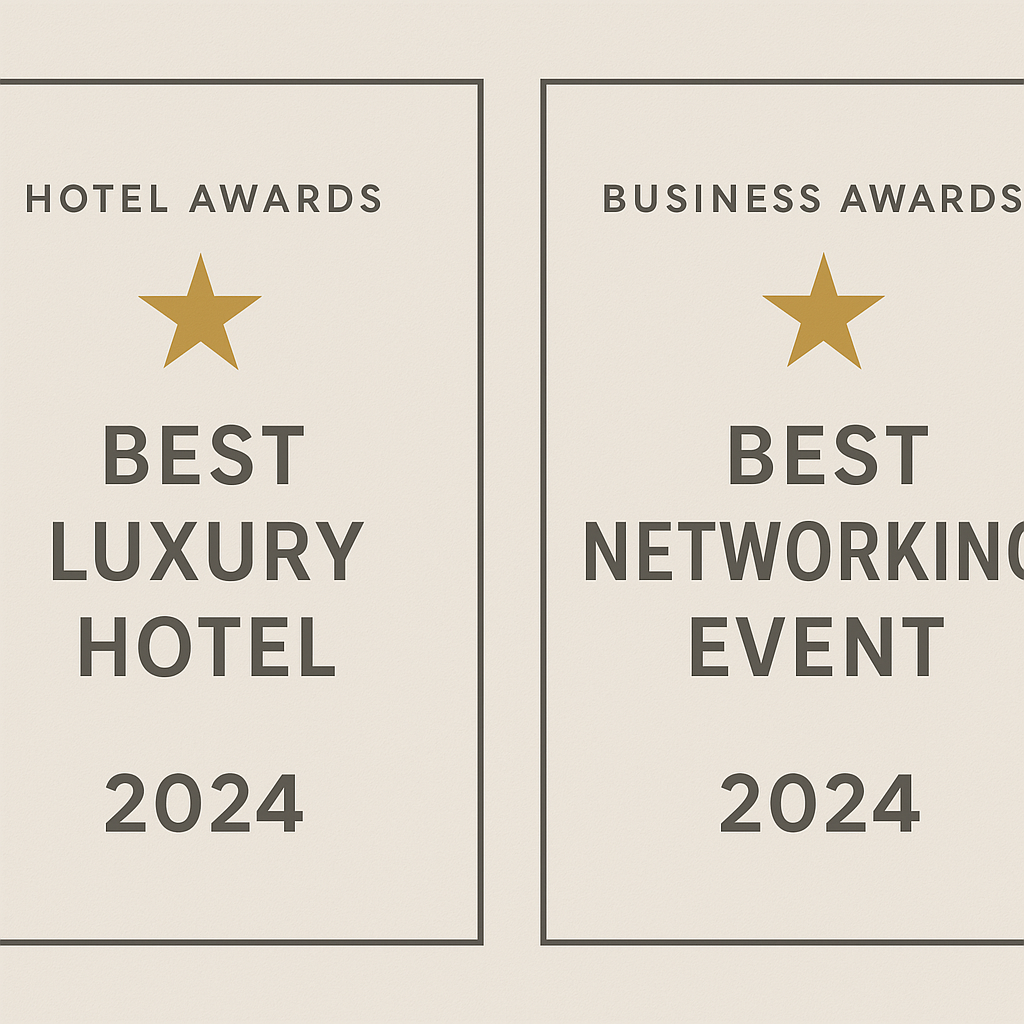 HOTEL AWARDS
BEST
LUXURY
HOTEL
2024
BUSINESS AWARDS
BEST
NETWORKING
EVENT
2024